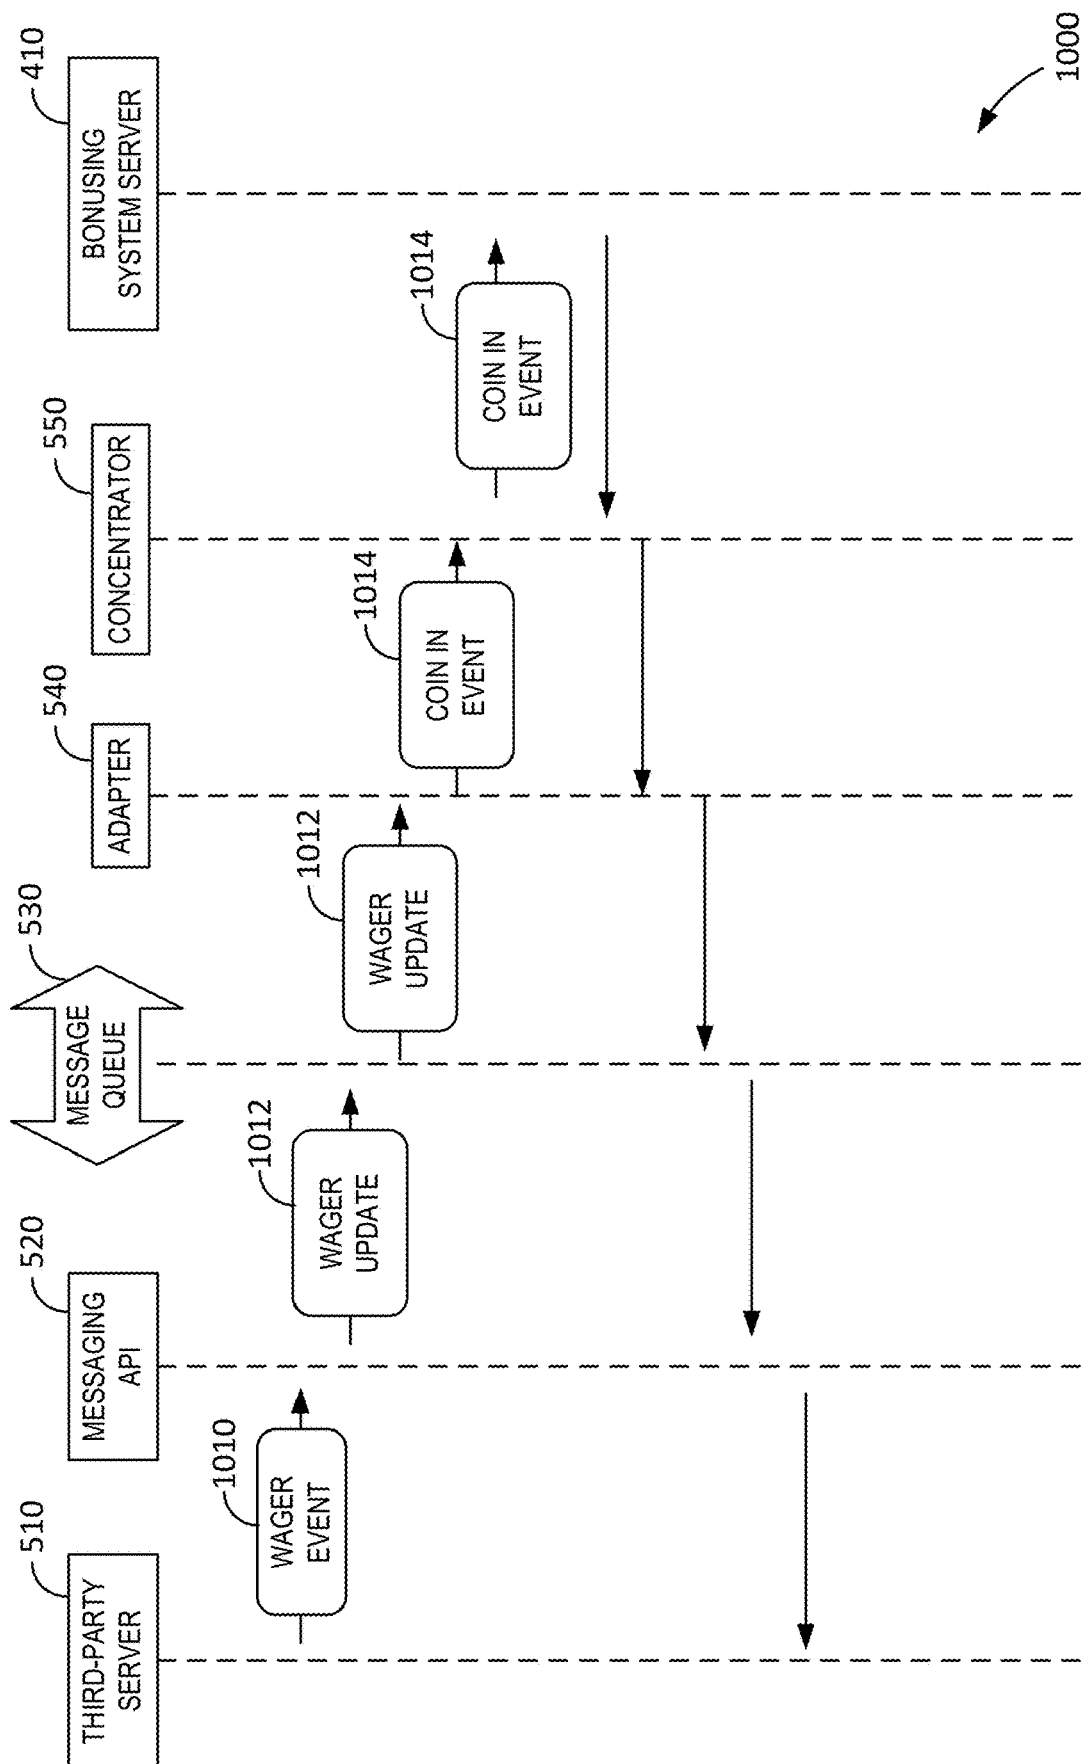 510
THIRD-PARTY
SERVER
520
MESSAGING
API
530
MESSAGE
QUEUE
540
ADAPTER
550
CONCENTRATOR
410
BONUSING
SYSTEM SERVER
1010
WAGER
EVENT
1012
WAGER
UPDATE
1012
WAGER
UPDATE
1014
COIN IN
EVENT
1014
COIN IN
EVENT
1000